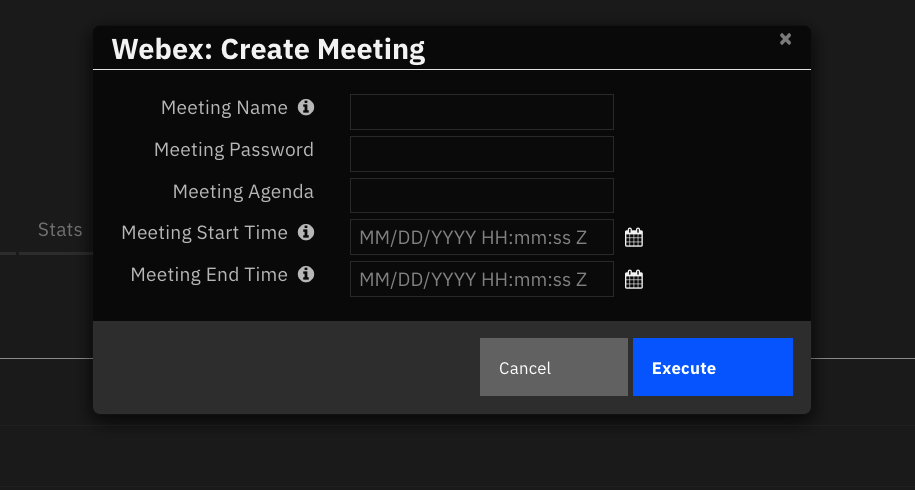 Webex: Create Meeting
Meeting Name
Meeting Password
Meeting Agenda
Stats
Meeting Start Time MM/DD/YYYY HH:mm:ss Z
Meeting End Time MM/DD/YYYY HH:mm:ss Z
Cancel Execute